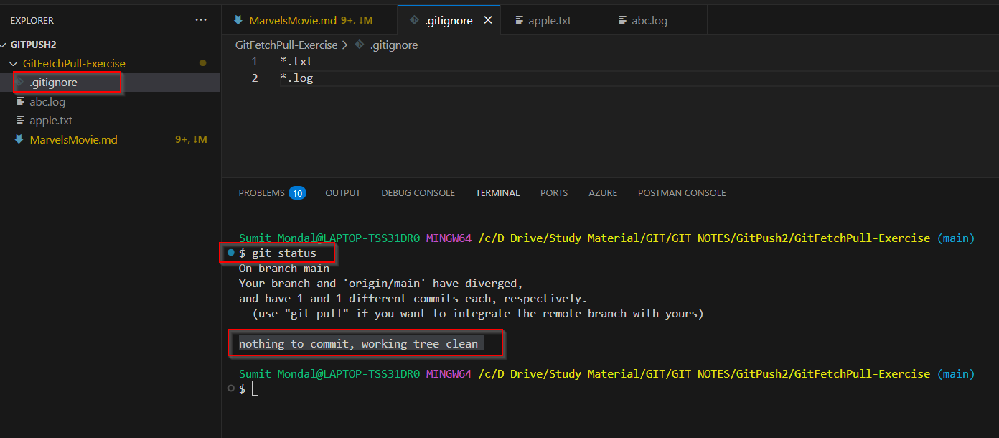 EXPLORER ···
GITPUSH2
GitFetchPull-Exercise
.gitignore
abc.log
apple.txt
MarvelsMovie.md 9+, ↓M
MarvelsMovie.md 9+, ↓M .gitignore × apple.txt abc.log
GitFetchPull-Exercise > .gitignore
1 *.txt
2 *.log
PROBLEMS 10 OUTPUT DEBUG CONSOLE TERMINAL PORTS AZURE POSTMAN CONSOLE
Sumit Mondal@LAPTOP-TSS31DR0 MINGW64 /c/D Drive/Study Material/GIT/GIT NOTES/GitPush2/GitFetchPull-Exercise (main)
$ git status
On branch main
Your branch and 'origin/main' have diverged,
and have 1 and 1 different commits each, respectively.
(use "git pull" if you want to integrate the remote branch with yours)
nothing to commit, working tree clean
Sumit Mondal@LAPTOP-TSS31DR0 MINGW64 /c/D Drive/Study Material/GIT/GIT NOTES/GitPush2/GitFetchPull-Exercise (main)
$